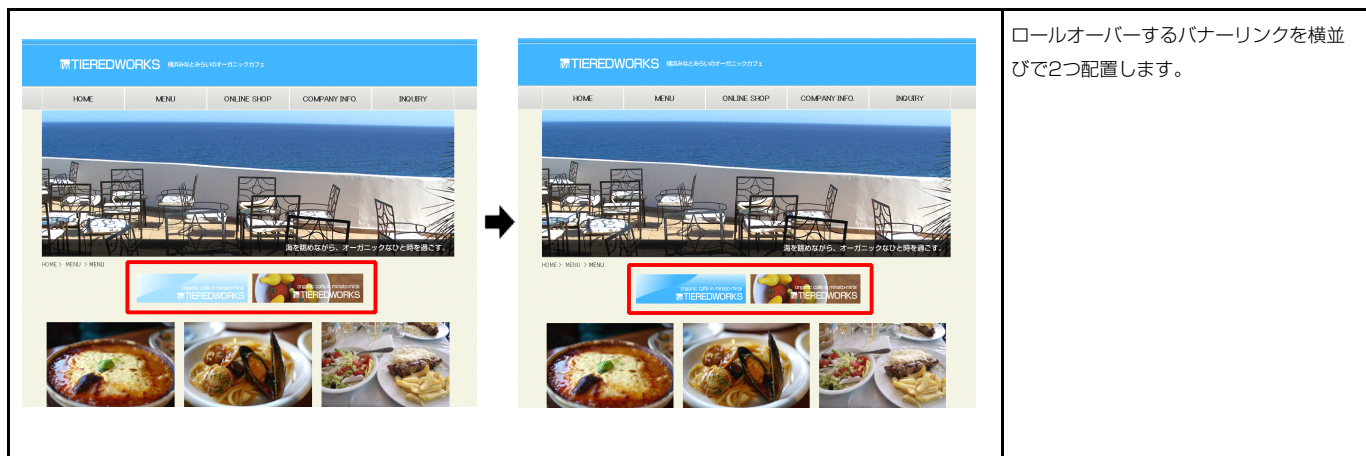 TIEREDWORKS 横浜みなとみらいのオーガニックカフェ
HOME MENU ONLINE SHOP COMPANY INFO. INQUIRY
海を眺めながら、オーガニックなひと時を過ごす。
HOME > MENU > MENU
organic cafe in minato-mirai
TIEREDWORKS
organic cafe in minato-mirai
TIEREDWORKS
TIEREDWORKS 横浜みなとみらいのオーガニックカフェ
HOME MENU ONLINE SHOP COMPANY INFO. INQUIRY
海を眺めながら、オーガニックなひと時を過ごす。
HOME > MENU > MENU
organic cafe in minato-mirai
TIEREDWORKS
organic cafe in minato-mirai
TIEREDWORKS
ロールオーバーするバナーリンクを横並
びで2つ配置します。